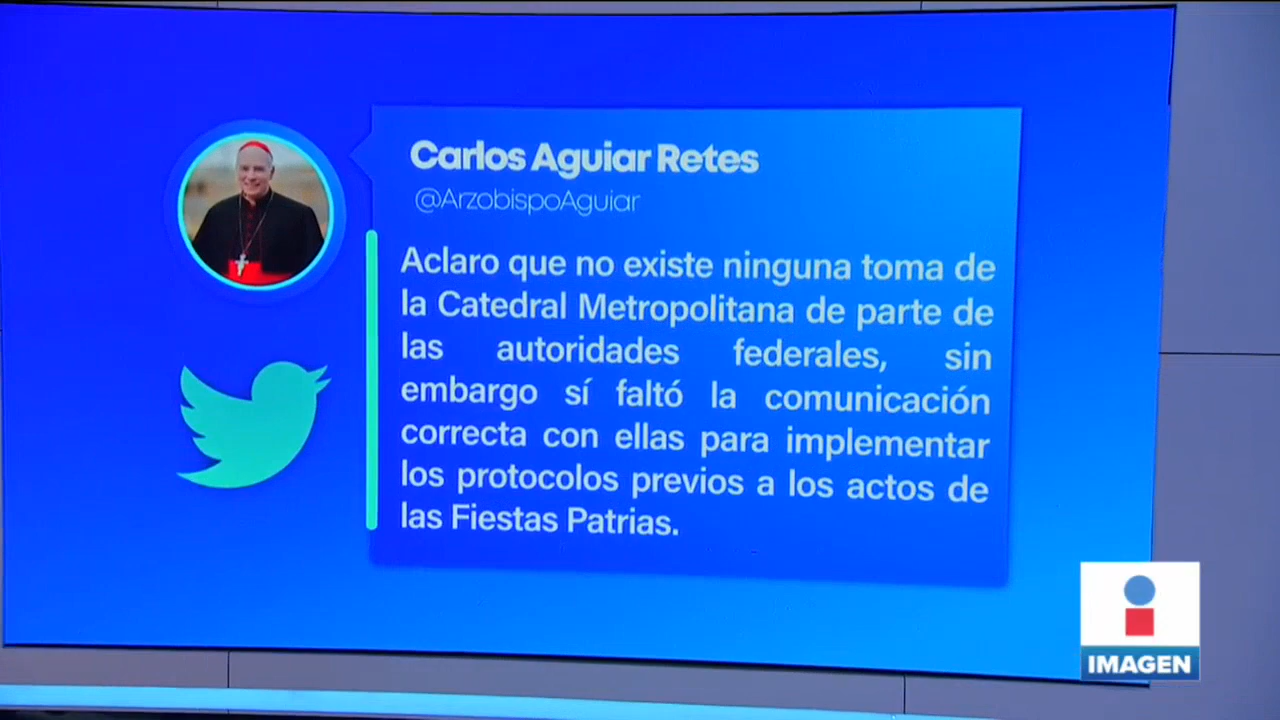 Carlos Aguiar Retes
@ArzobispoAguiar
Aclaro que no existe ninguna toma de
la Catedral Metropolitana de parte de
las autoridades federales, sin
embargo sí faltó la comunicación
correcta con ellas para implementar
los protocolos previos a los actos de
las Fiestas Patrias.
IMAGEN